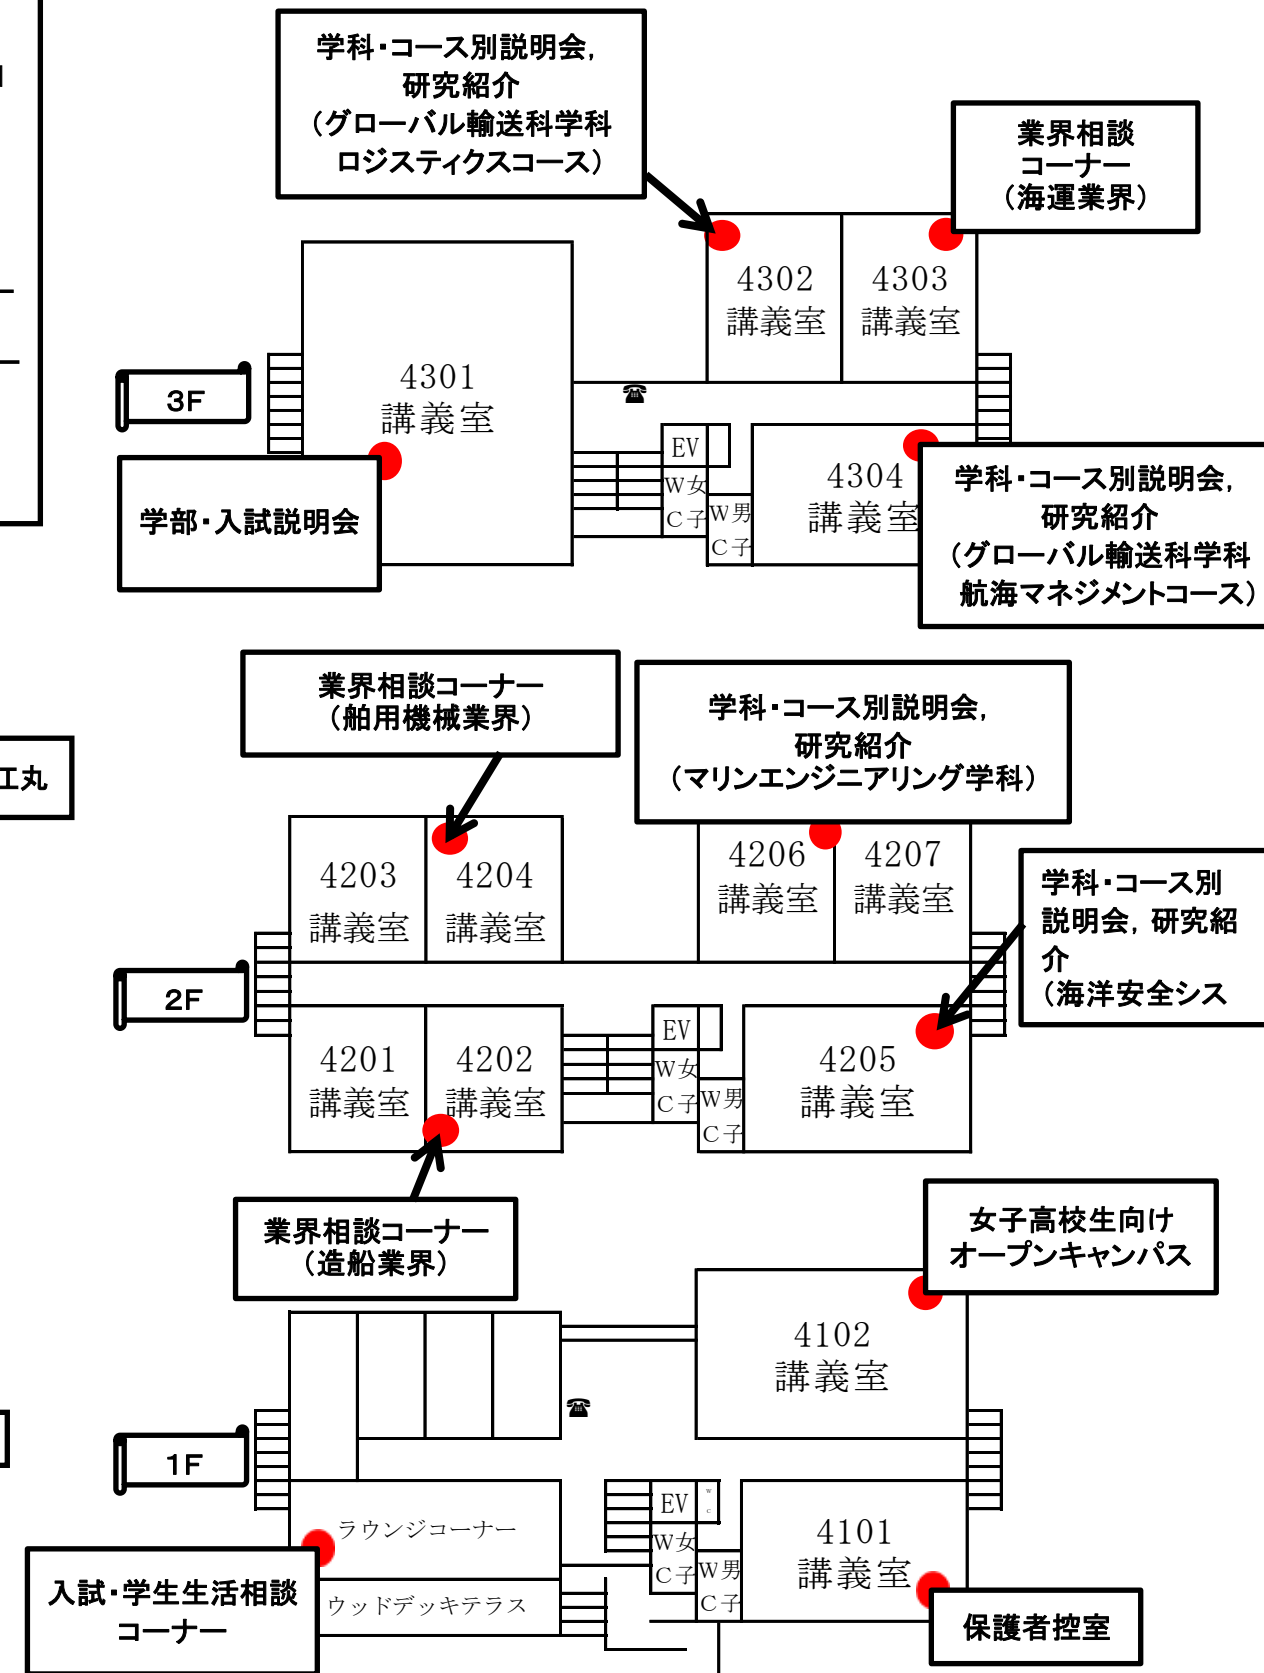 学科・コース別説明会,
研究紹介
（グローバル輸送科学科
ロジスティクスコース）
業界相談
コーナー
（海運業界）
4302
講義室
4303
講義室
3F
4301
講義室
☎
EV
W女
C子
W男
C子
4304
講義室
学部・入試説明会
学科・コース別説明会,
研究紹介
（グローバル輸送科学科
航海マネジメントコース）
業界相談コーナー
（舶用機械業界）
学科・コース別説明会,
研究紹介
（マリンエンジニアリング学科）
江丸
4203
講義室
4204
講義室
4206
講義室
4207
講義室
学科・コース別
説明会, 研究紹
介
（海洋安全シス
2F
4201
講義室
4202
講義室
EV
W女
C子
W男
C子
4205
講義室
業界相談コーナー
（造船業界）
女子高校生向け
オープンキャンパス
4102
講義室
☎
1F
ラウンジコーナー
EV
W
C
W女
C子
W男
C子
4101
講義室
入試・学生生活相談
コーナー
ウッドデッキテラス
保護者控室